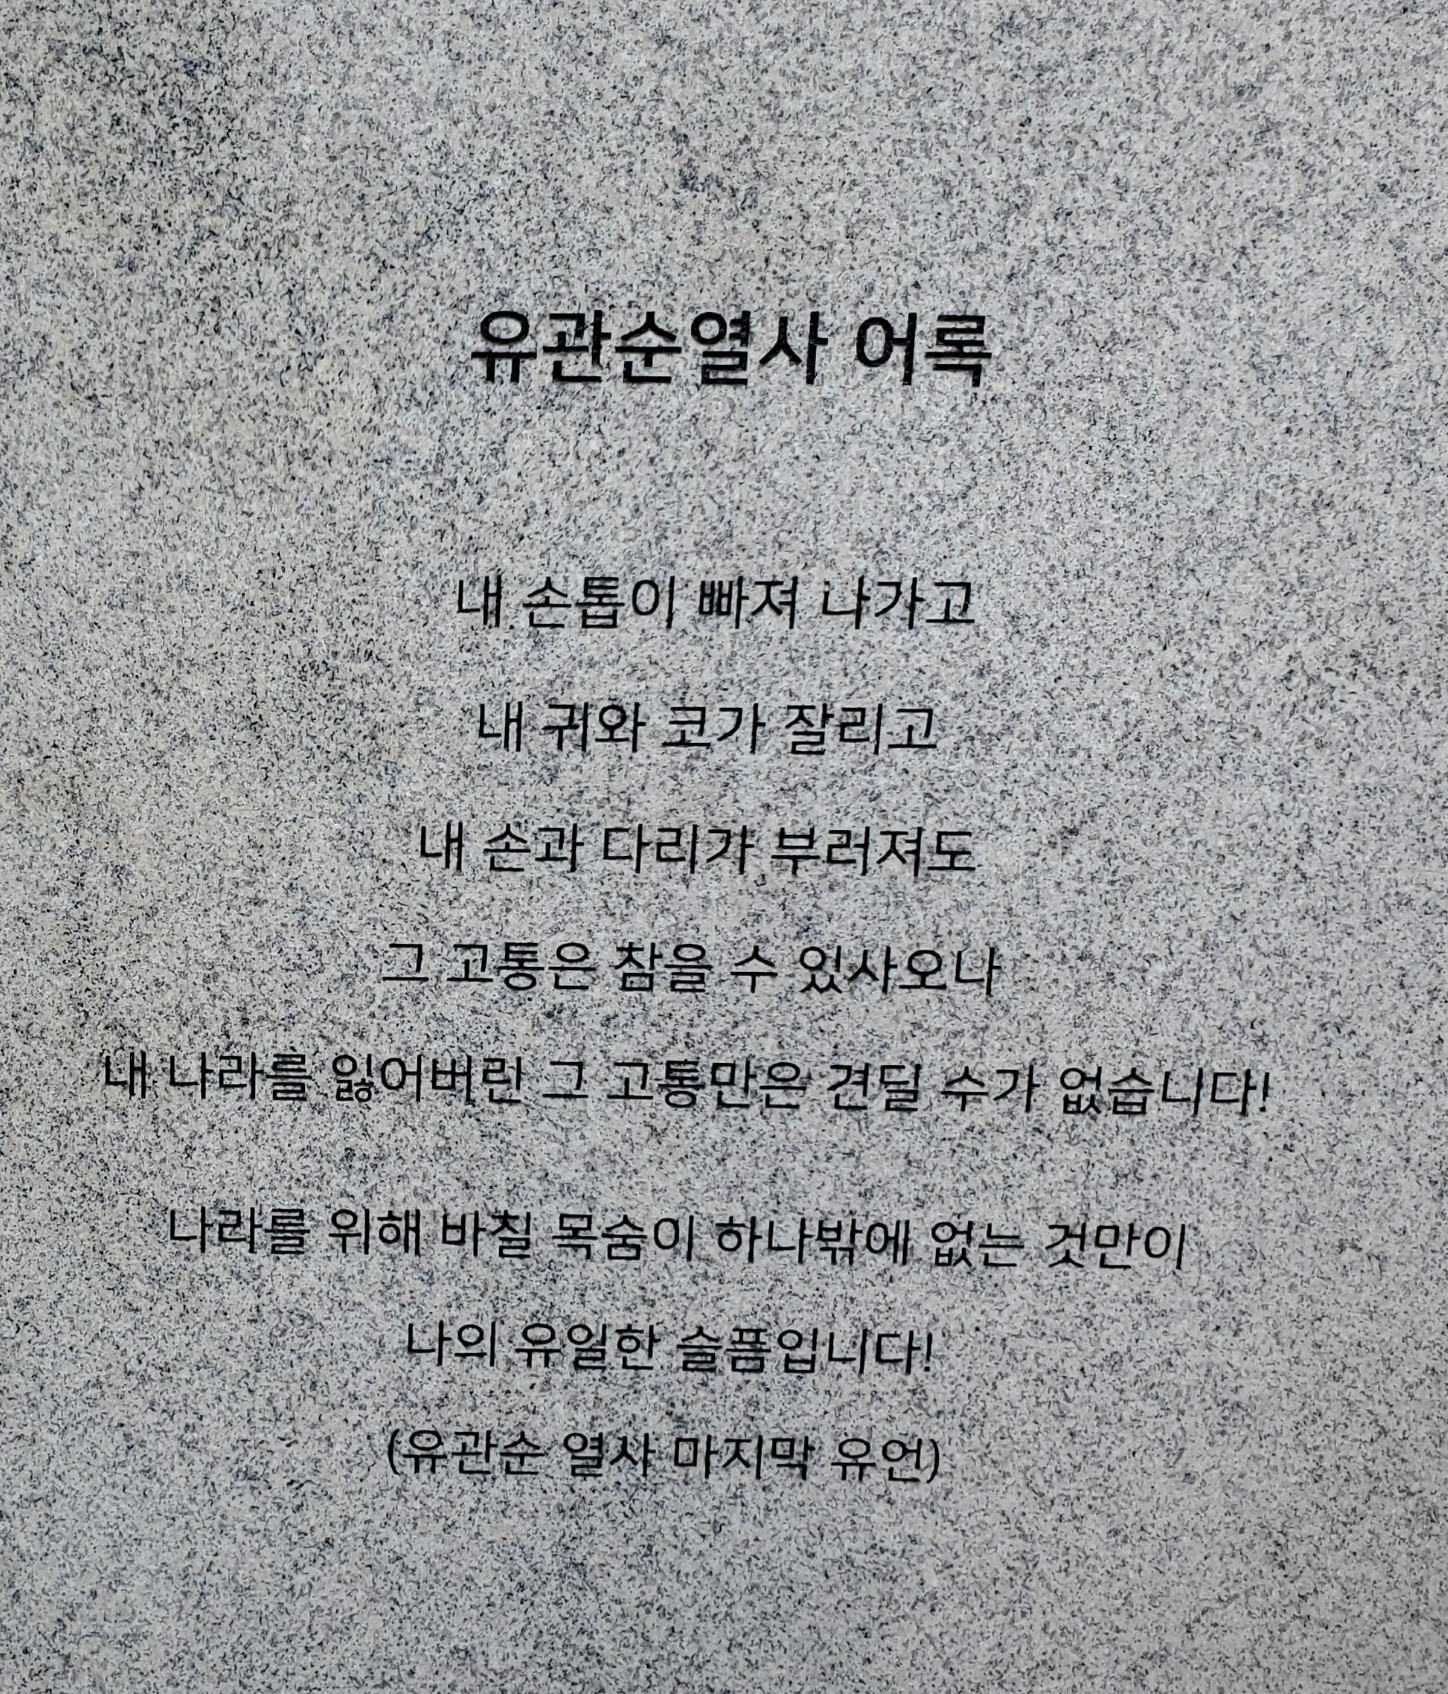 유관순열사 어록
내 손톱이 빠져 나가고
내 귀와 코가 잘리고
내 손과 다리가 부러져도
그 고통은 참을 수 있사오나
내 나라를 잃어버린 그 고통만은 견딜 수가 없습니다!
나라를 위해 바칠 목숨이 하나밖에 없는 것만이
나의 유일한 슬픔입니다!
(유관순 열사 마지막 유언)